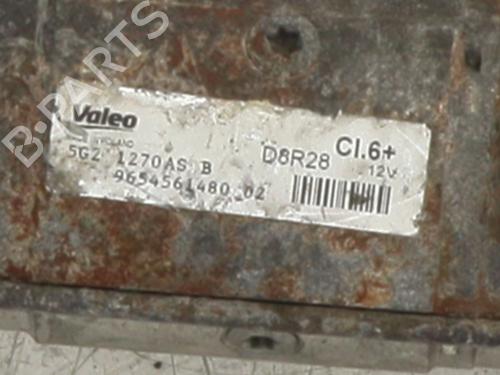 B-PARTS
Valeo
5G2 1270AS B
9654561480 02
D8R28
Cl.6+
12V